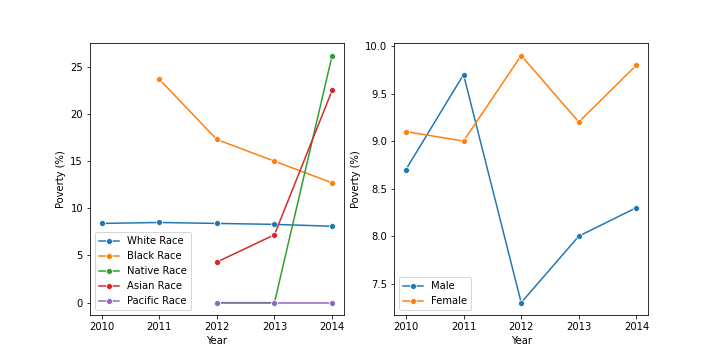 Poverty (%)
25
20
15
10
5
0
White Race
Black Race
Native Race
Asian Race
Pacific Race
2010 2011 2012 2013 2014
Year
Poverty (%)
10.0
9.5
9.0
8.5
8.0
7.5
Male
Female
2010 2011 2012 2013 2014
Year